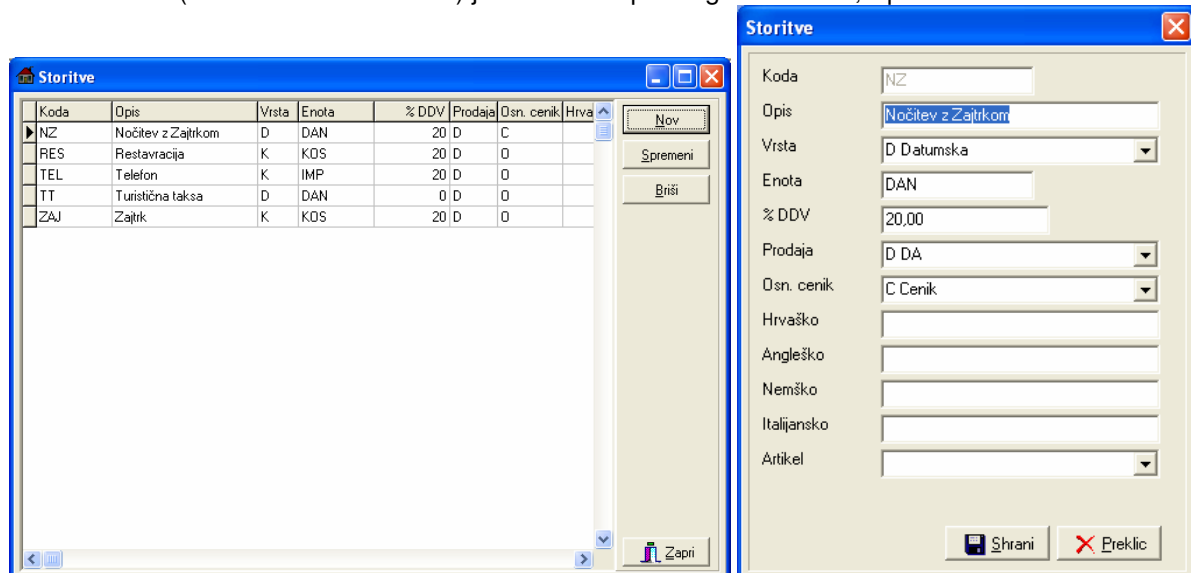 Storitve
Koda Opis Vrsta Enota % DDV Prodaja Osn. cenik Hrva
NZ Nočitev z Zajtrkom D DAN 20 D C
RES Restavracija K KOS 20 D O
TEL Telefon K IMP 20 D O
TT Turistična taksa D DAN 0 D O
ZAJ Zajtrk K KOS 20 D O
Nov
Spremeni
Briši
Zapri
Storitve
Koda NZ
Opis Nočitev z Zajtrkom
Vrsta D Datumska
Enota DAN
% DDV 20,00
Prodaja D DA
Osn. cenik C Cenik
Hrvaško
Angleško
Nemško
Italijansko
Artikel
Shrani Preklic